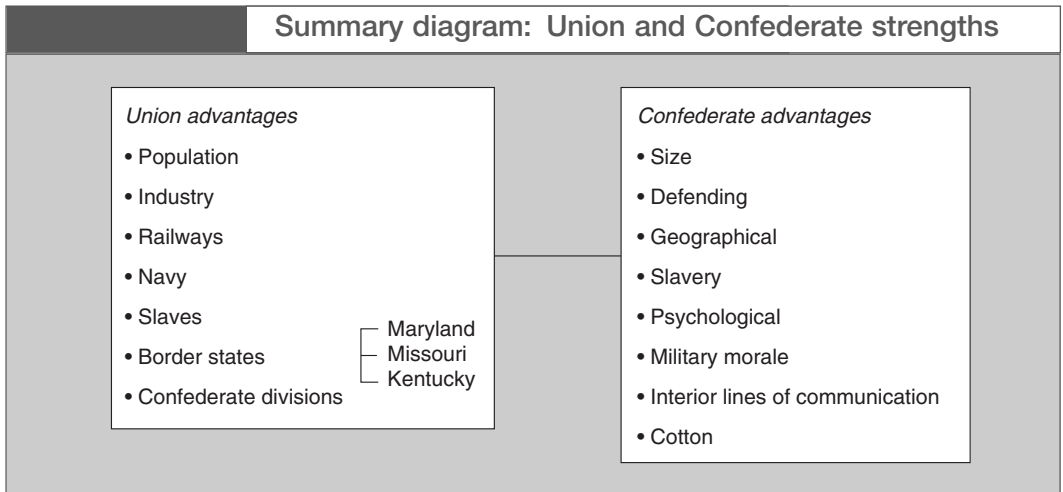 Summary diagram: Union and Confederate strengths
Union advantages
• Population
• Industry
• Railways
• Navy
• Slaves
• Border states
Maryland
Missouri
Kentucky
• Confederate divisions
Confederate advantages
• Size
• Defending
• Geographical
• Slavery
• Psychological
• Military morale
• Interior lines of communication
• Cotton